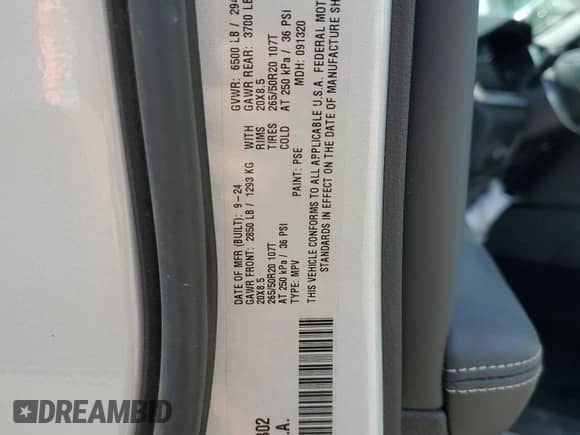 DATE OF MFR (BUILT): 9-24 GVWR: 6500 LB /
GAWR FRONT: 2850 LB / 1293 KG WITH GAWR REAR: 3700 LB
20X8.5 RIMS 20X8.5
265/50R20 107T TIRES 265/50R20 107T
AT 250 kPa / 36 PSI COLD AT 250 kPa / 36 PSI
TYPE: MPV PAINT: PSE MDH: 091320
THIS VEHICLE CONFORMS TO ALL APPLICABLE U.S.A. FEDERAL MOT
STANDARDS IN EFFECT ON THE DATE OF MANUFACTURE SH
DREAMBID